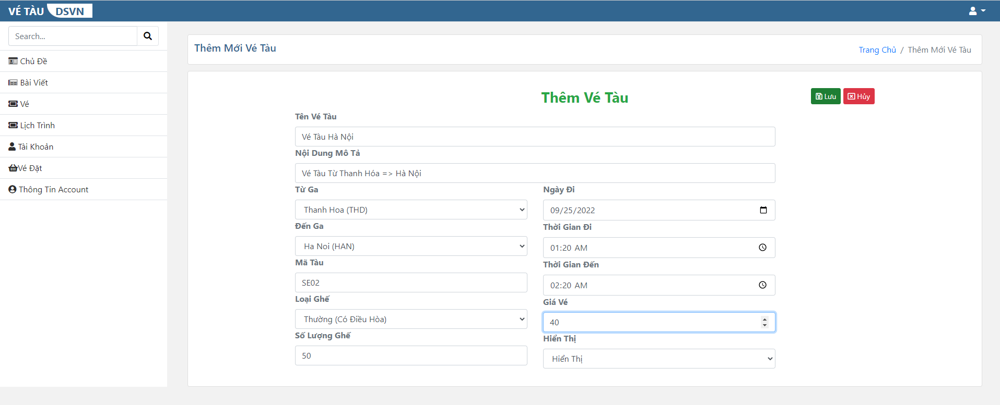 VÉ TÀU DSVN
Search...
Chủ Đề
Bài Viết
Vé
Lịch Trình
Tài Khoản
Vé Đặt
Thông Tin Account
Thêm Mới Vé Tàu
Trang Chủ / Thêm Mới Vé Tàu
Thêm Vé Tàu
Lưu Hủy
Tên Vé Tàu
Vé Tàu Hà Nội
Nội Dung Mô Tả
Vé Tàu Từ Thanh Hóa => Hà Nội
Từ Ga
Thanh Hoa (THD)
Đến Ga
Ha Noi (HAN)
Mã Tàu
SE02
Loại Ghế
Thường (Có Điều Hòa)
Số Lượng Ghế
50
Ngày Đi
09/25/2022
Thời Gian Đi
01:20 AM
Thời Gian Đến
02:20 AM
Giá Vé
40
Hiển Thị
Hiển Thị